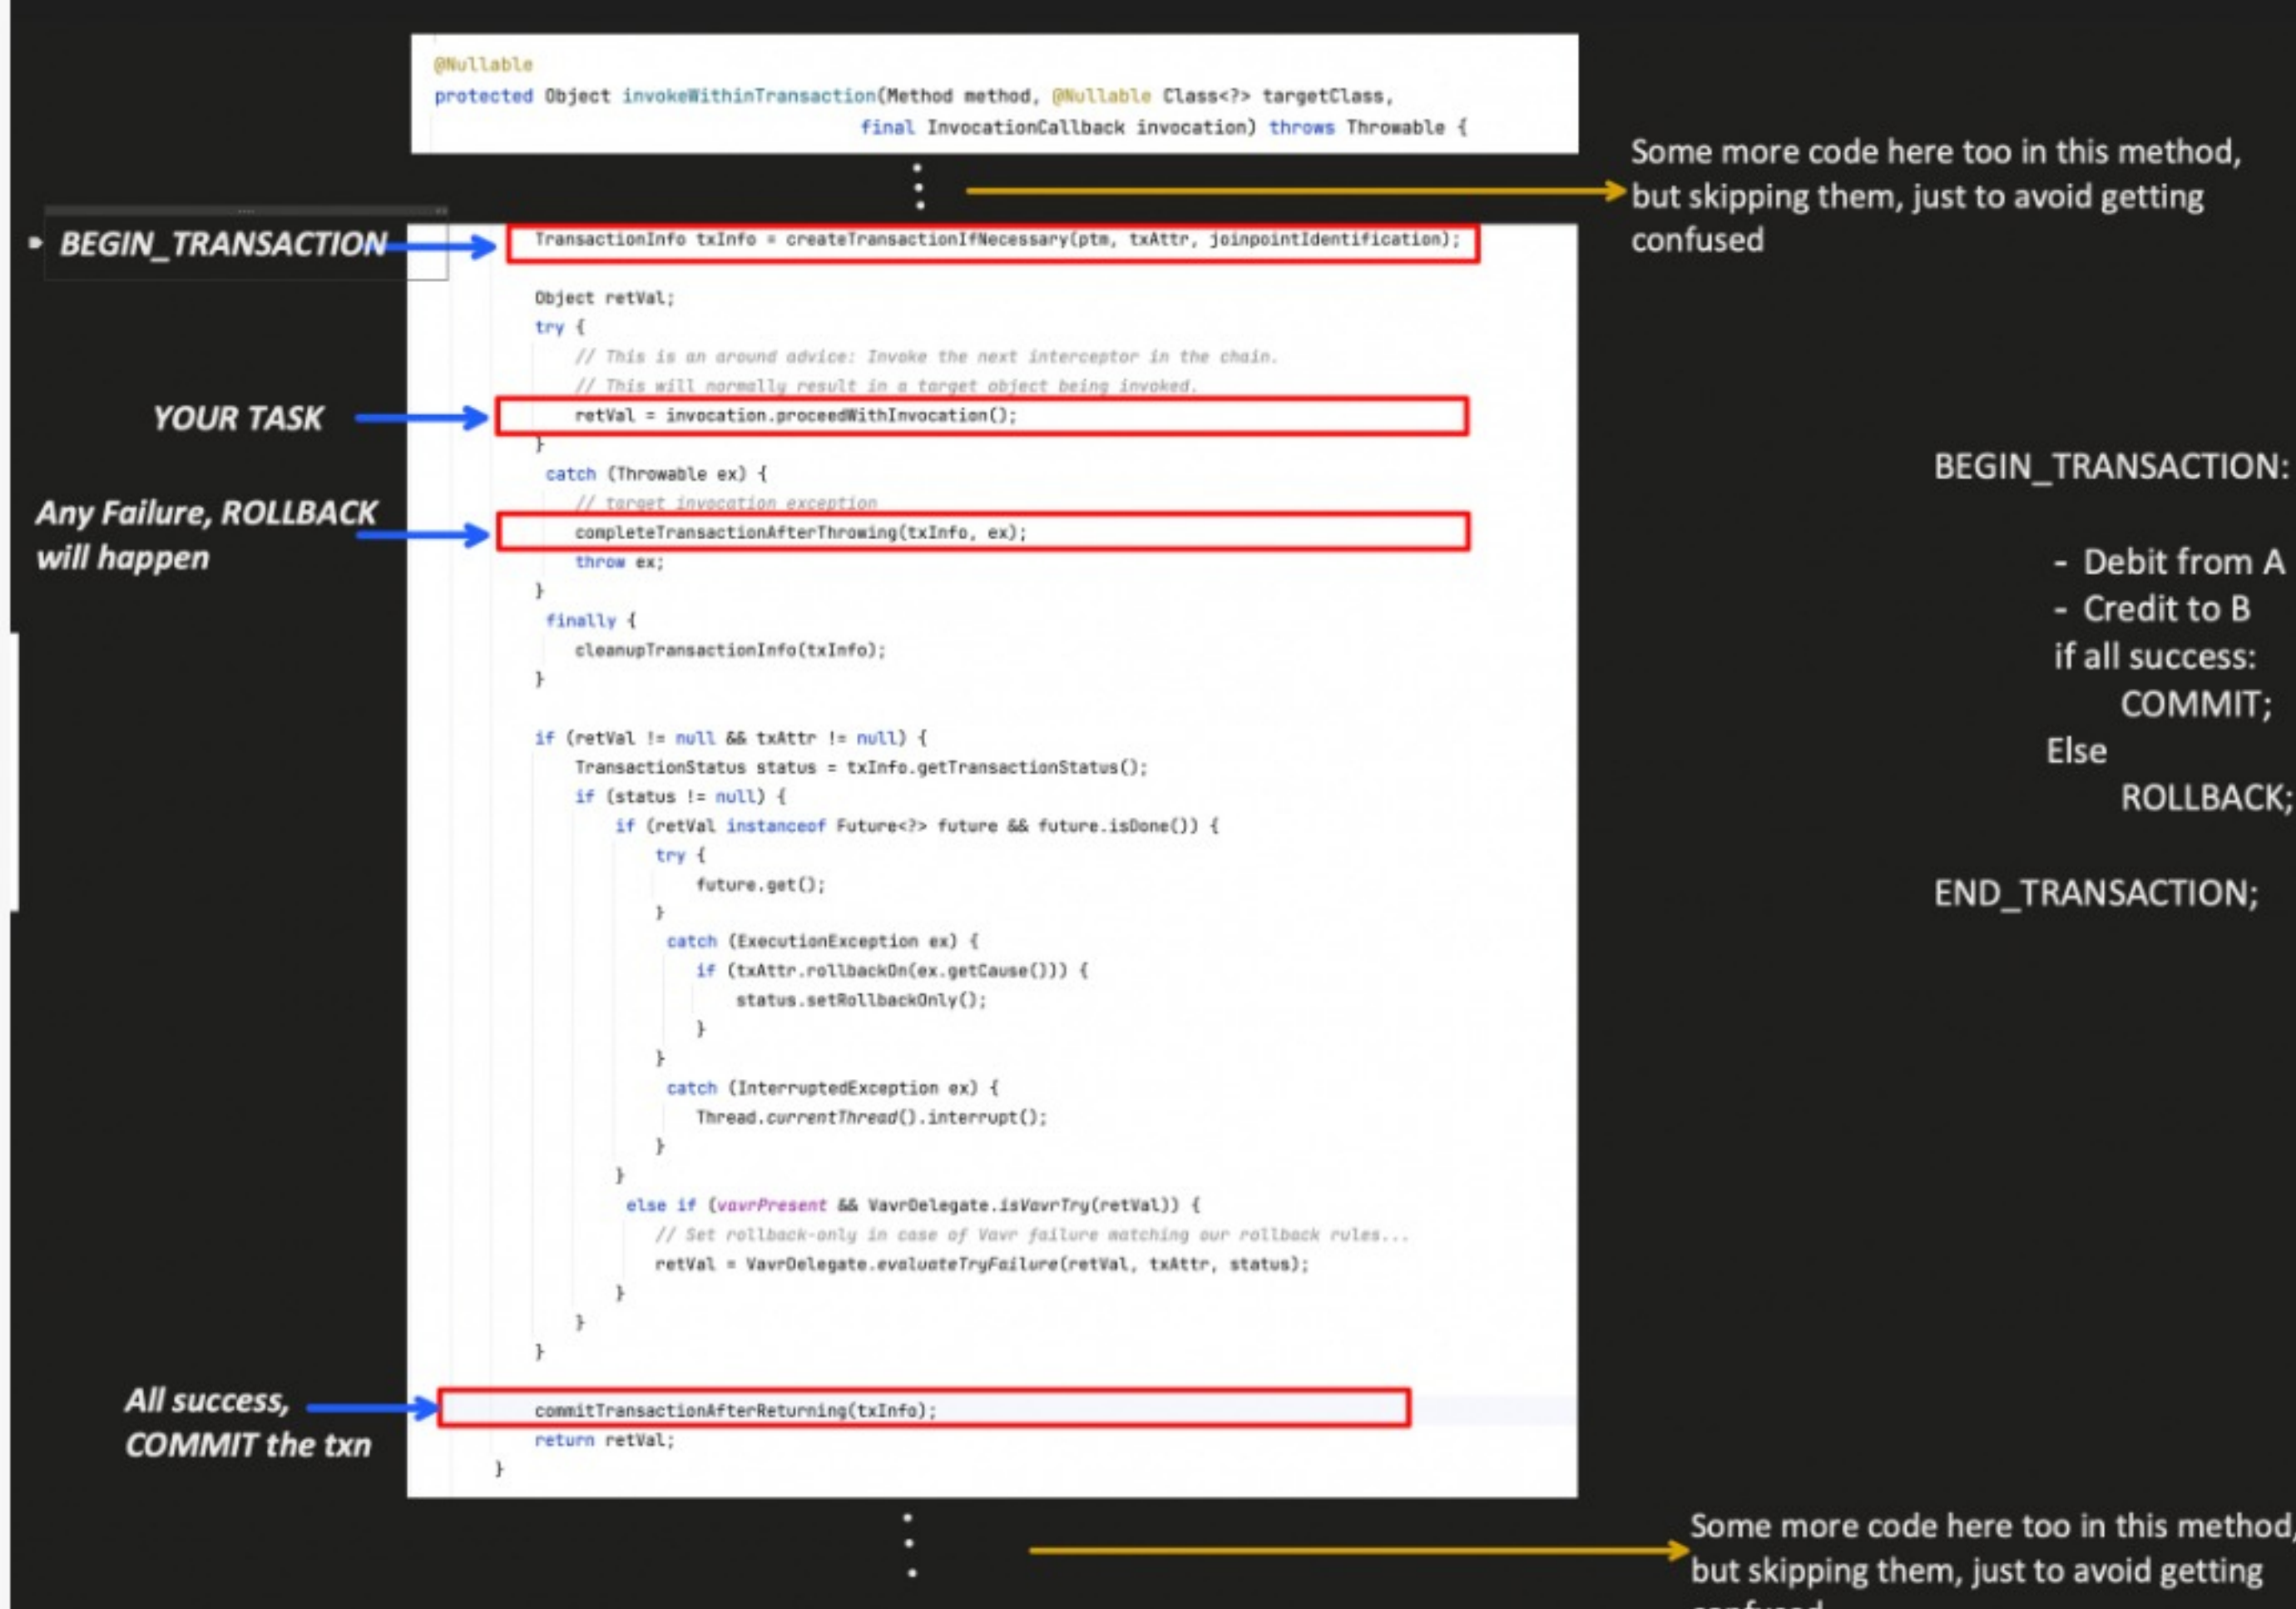 @Nullable
protected Object invokeWithinTransaction(Method method, @Nullable Class<?> targetClass,
final InvocationCallback invocation) throws Throwable {
Some more code here too in this method,
but skipping them, just to avoid getting
confused
BEGIN_TRANSACTION
TransactionInfo txInfo = createTransactionIfNecessary(ptm, txAttr, joinpointIdentification);
Object retVal;
try {
// This is an around advice: Invoke the next interceptor in the chain.
// This will normally result in a target object being invoked.
YOUR TASK
retVal = invocation.proceedWithInvocation();
}
catch (Throwable ex) {
// target invocation exception
Any Failure, ROLLBACK
will happen
completeTransactionAfterThrowing(txInfo, ex);
throw ex;
}
finally {
cleanupTransactionInfo(txInfo);
}
if (retVal != null && txAttr != null) {
TransactionStatus status = txInfo.getTransactionStatus();
if (status != null) {
if (retVal instanceof Future<?> future && future.isDone()) {
try {
future.get();
}
catch (ExecutionException ex) {
if (txAttr.rollbackOn(ex.getCause())) {
status.setRollbackOnly();
}
}
catch (InterruptedException ex) {
Thread.currentThread().interrupt();
}
}
else if (vavrPresent && VavrDelegate.isVavrTry(retVal)) {
// Set rollback-only in case of Vavr failure matching our rollback rules...
retVal = VavrDelegate.evaluateTryFailure(retVal, txAttr, status);
}
}
}
All success,
COMMIT the txn
commitTransactionAfterReturning(txInfo);
return retVal;
}
BEGIN_TRANSACTION:
- Debit from A
- Credit to B
if all success:
COMMIT;
Else
ROLLBACK;
END_TRANSACTION;
Some more code here too in this method,
but skipping them, just to avoid getting